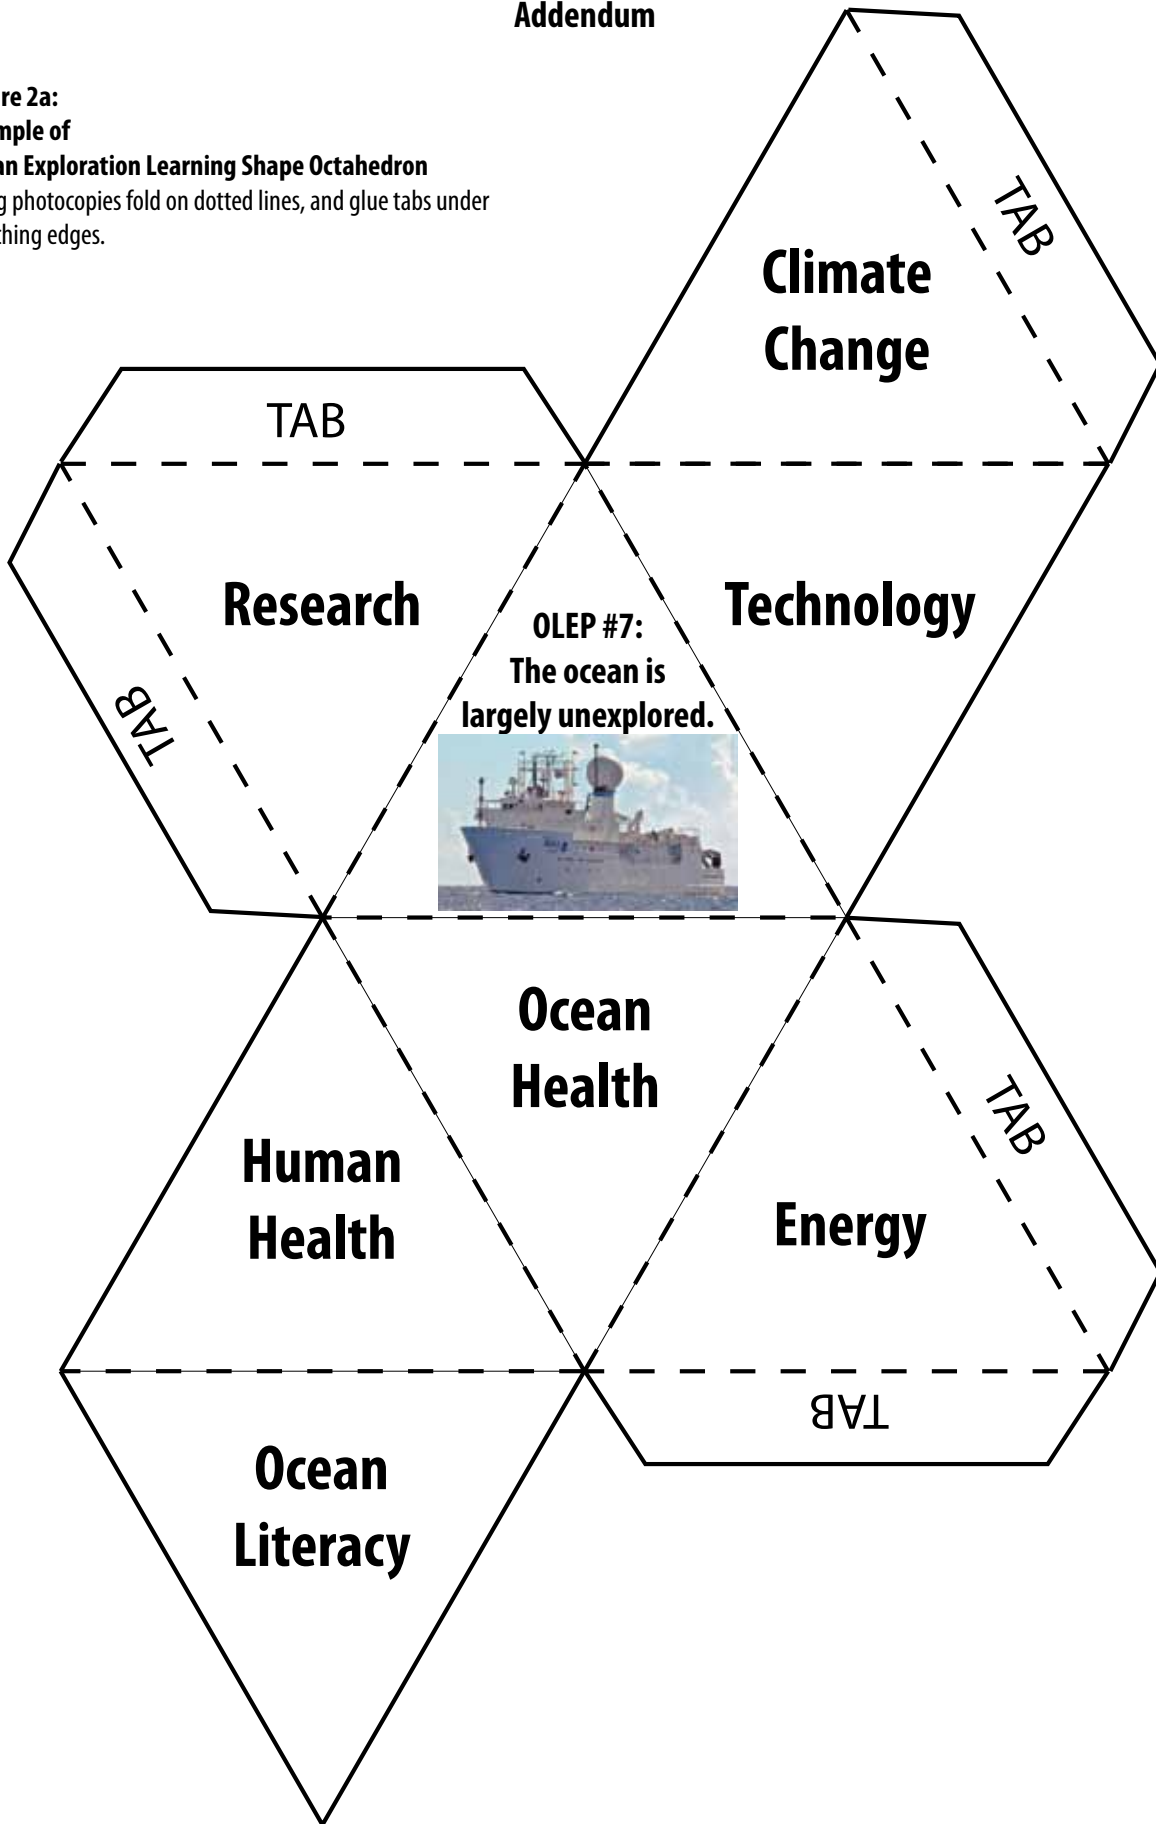 Addendum
re 2a:
mple of
an Exploration Learning Shape Octahedron
g photocopies fold on dotted lines, and glue tabs under
hing edges.
TAB
Climate
Change
TAB
Research
Technology
OLEP #7:
The ocean is
largely unexplored.
TAB
Ocean
Health
TAB
Human
Health
Energy
TAB
Ocean
Literacy